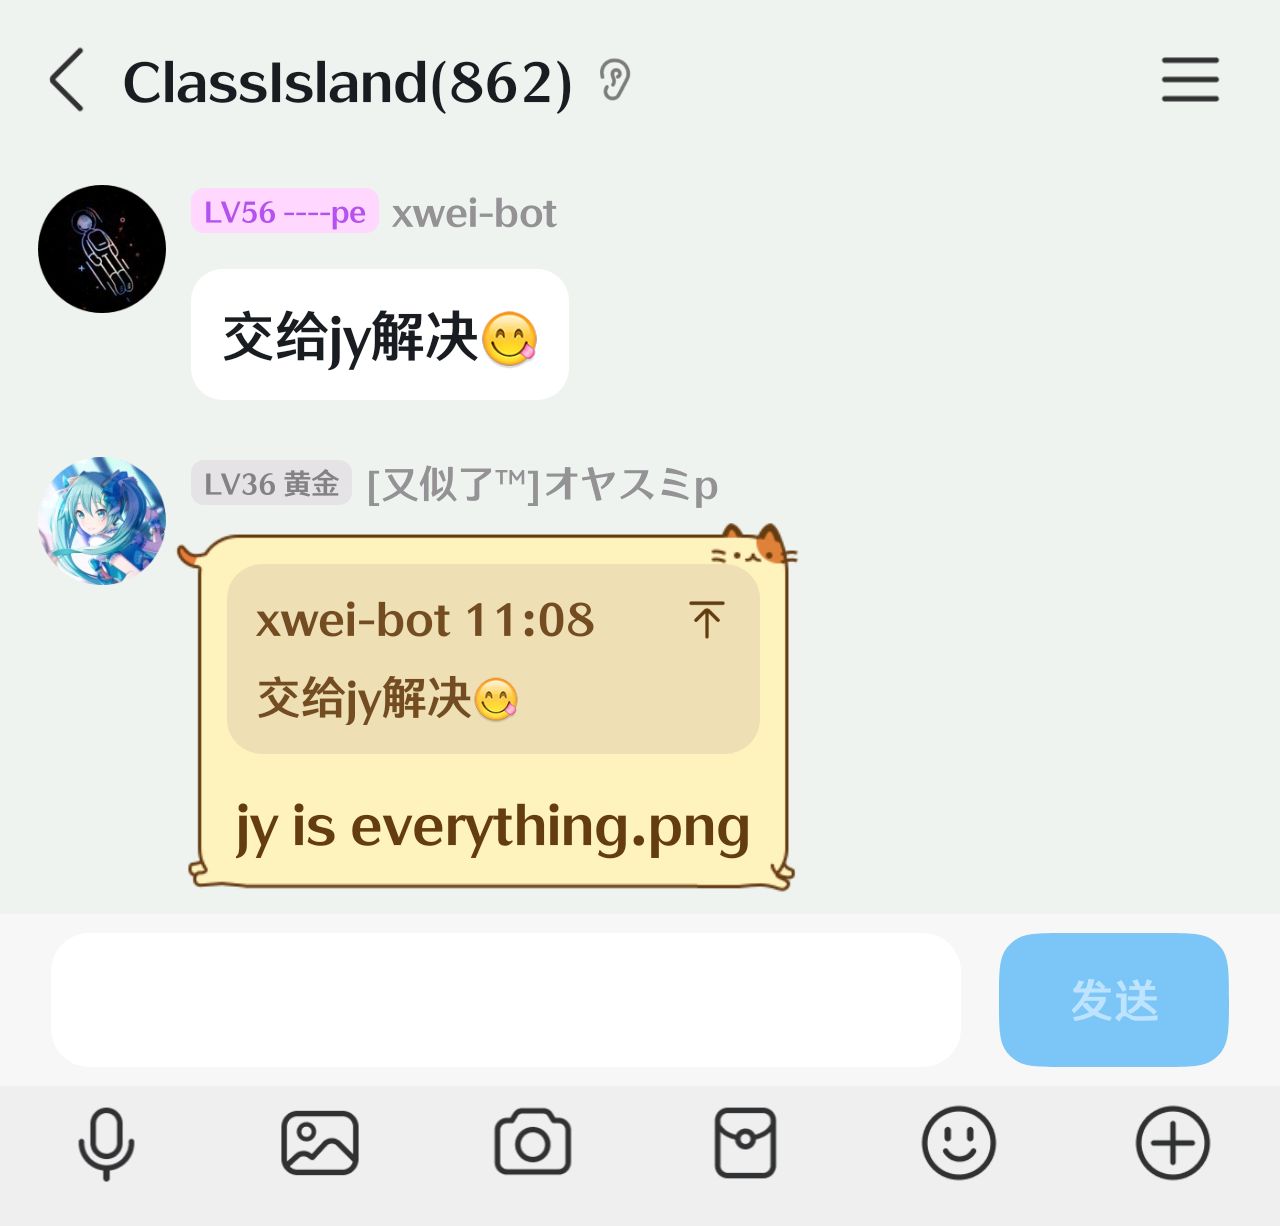 ClassIsland(862)
LV56 ----pe xwei-bot
交给jy解决😋
LV36 黄金 [又似了™]オヤスミp
xwei-bot 11:08
交给jy解决😋
jy is everything.png
发送